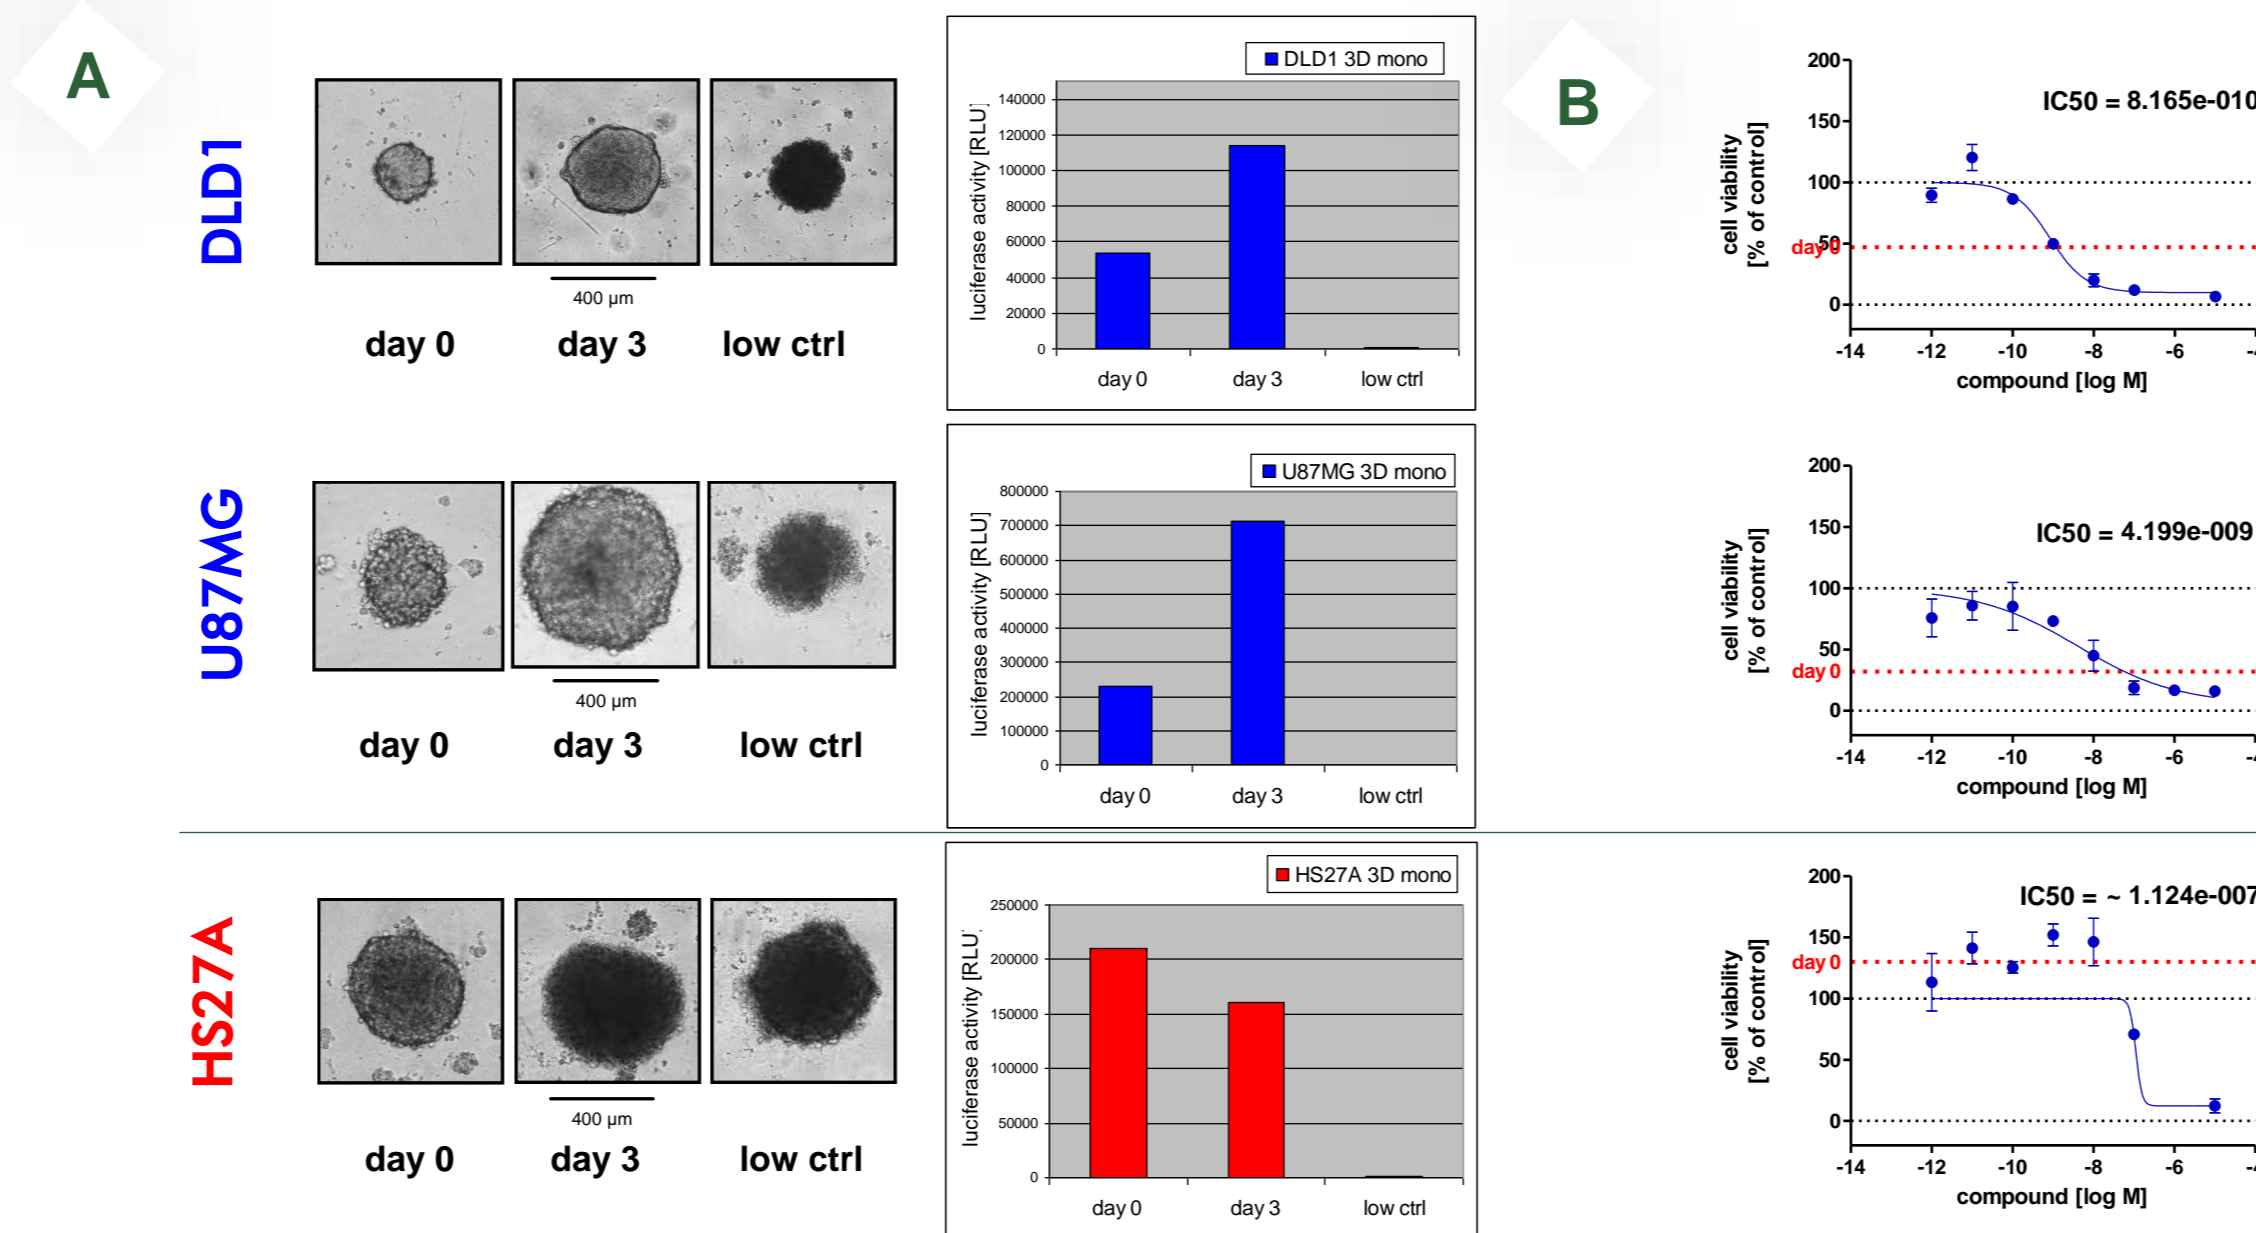 A
DLD1
day 0
day 3
low ctrl
400 µm
DLD1 3D mono
luciferase activity [RLU]
140000
120000
100000
80000
60000
40000
20000
0
day 0
day 3
low ctrl
B
IC50 = 8.165e-010
cell viability
[% of control]
200
150
100
50
0
day 0
-14
-12
-10
-8
-6
compound [log M]
U87MG
400 µm
day 0
day 3
low ctrl
U87MG 3D mono
luciferase activity [RLU]
800000
700000
600000
500000
400000
300000
200000
100000
0
day 0
day 3
low ctrl
IC50 = 4.199e-009
cell viability
[% of control]
200
150
100
50
0
day 0
-14
-12
-10
-8
-6
compound [log M]
HS27A
400 µm
day 0
day 3
low ctrl
HS27A 3D mono
luciferase activity [RLU]
250000
200000
150000
100000
50000
0
day 0
day 3
low ctrl
IC50 = ~ 1.124e-007
cell viability
[% of control]
200
150
100
50
0
day 0
-14
-12
-10
-8
-6
compound [log M]